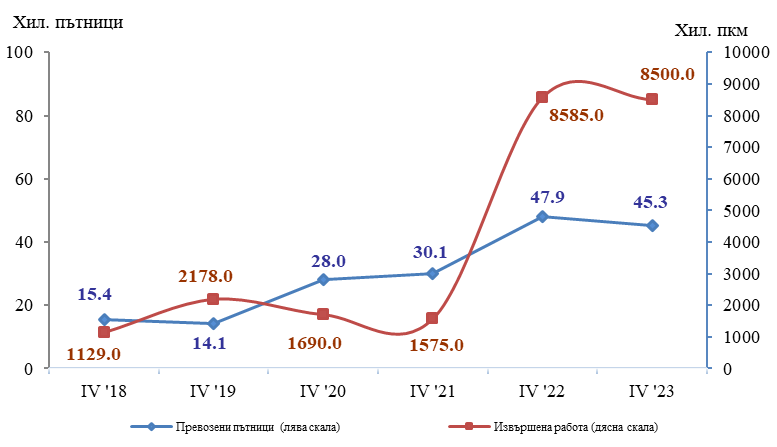 Хил. пътници
Хил. пкм
100
80
60
40
20
0
10000
9000
8000
7000
6000
5000
4000
3000
2000
1000
0
15.4
14.1
28.0
30.1
47.9
45.3
1129.0
2178.0
1690.0
1575.0
8585.0
8500.0
IV '18
IV '19
IV '20
IV '21
IV '22
IV '23
Превозени пътници (лява скала)
Извършена работа (дясна скала)